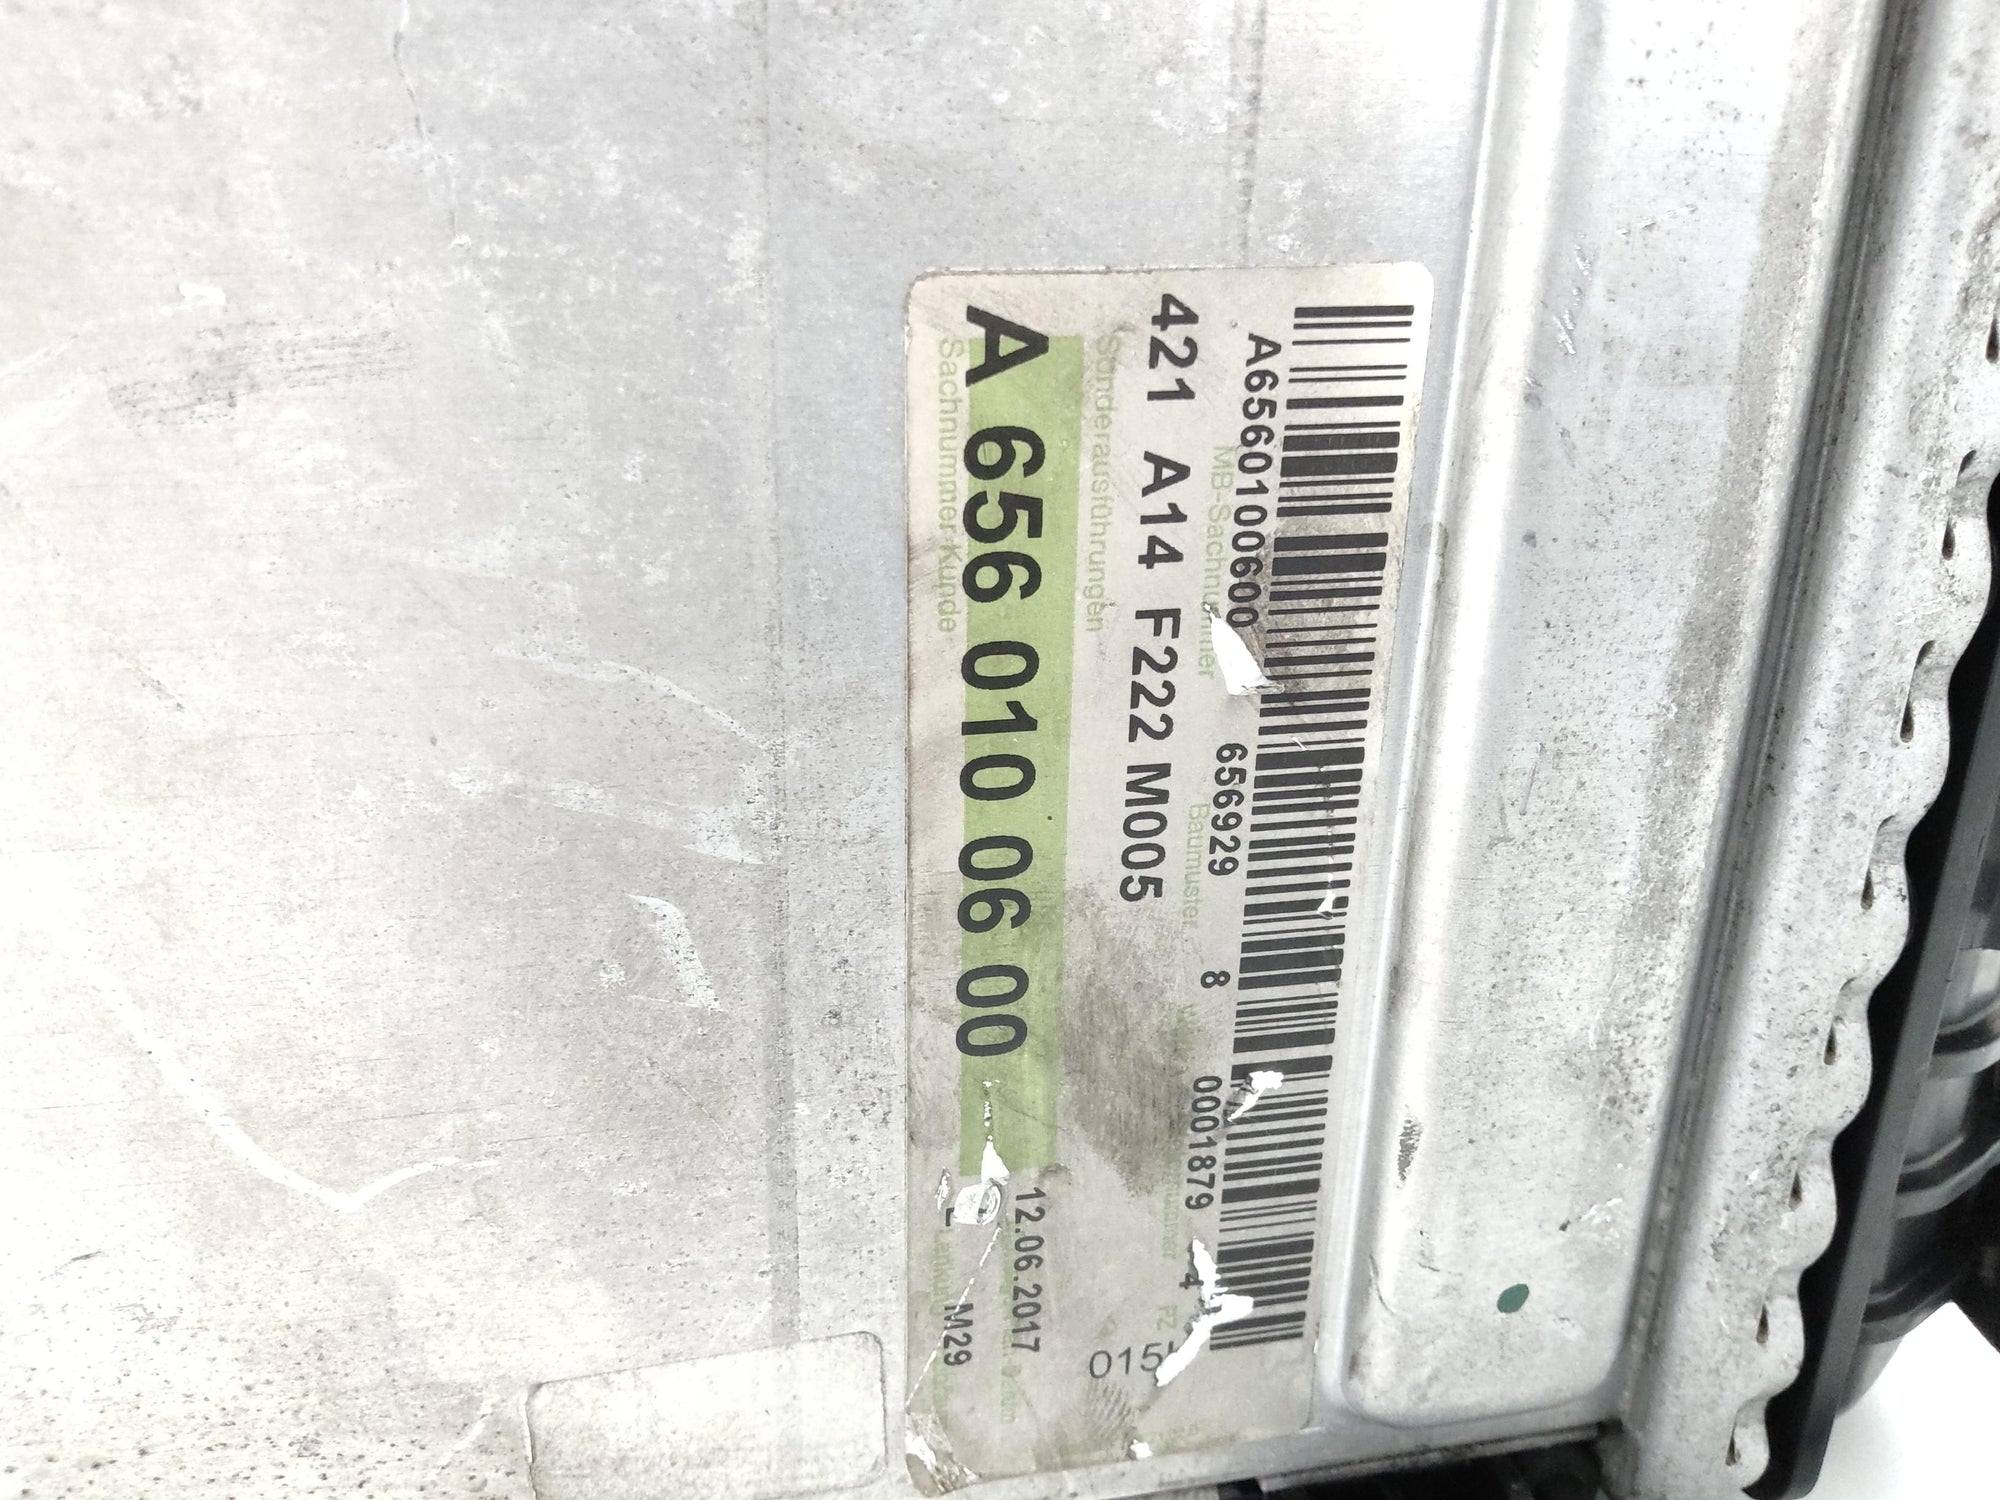 A6560100600 656929 8 0001879
MB-Sachnummer Baumuster PZ
421 A14 F222 M005
015
Sonderausführungen
A 656 010 06 00
12.06.2017
Sachnummer Kunde
M29